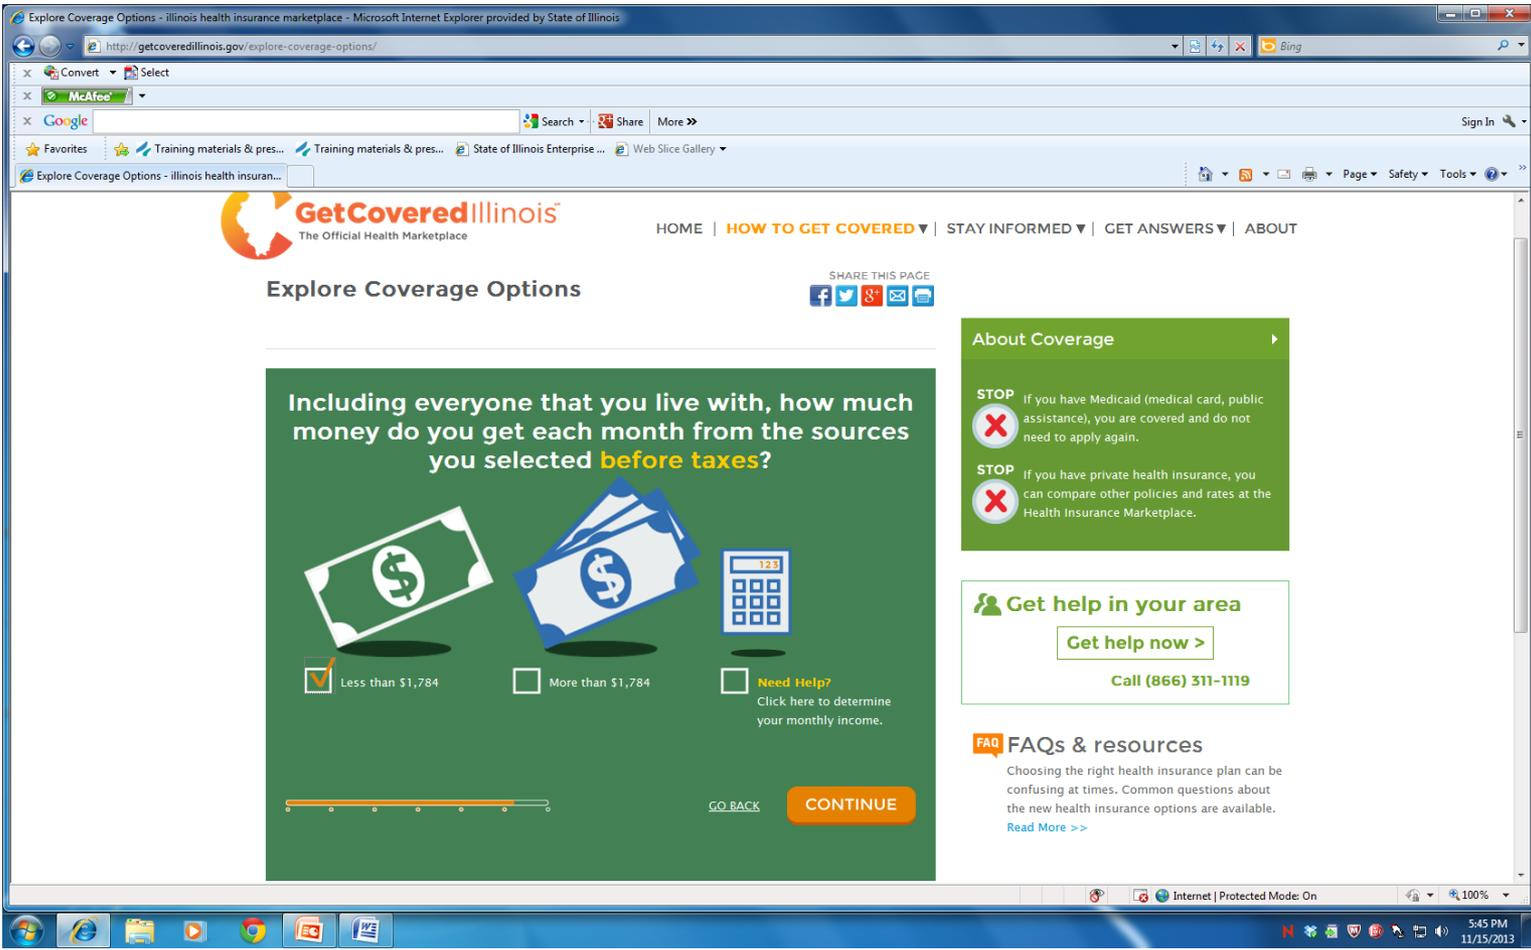 Explore Coverage Options - illinois health insurance marketplace - Microsoft Internet Explorer provided by State of Illinois
http://getcoveredillinois.gov/explore-coverage-options/
Bing
x Convert Select
x McAfee
x Google Search Share More »
Sign In
Favorites Training materials & pres... Training materials & pres... State of Illinois Enterprise ... Web Slice Gallery
Explore Coverage Options - illinois health insuran...
Page Safety Tools »
GetCoveredIllinois
The Official Health Marketplace
HOME | HOW TO GET COVERED ▼ | STAY INFORMED ▼ | GET ANSWERS ▼ | ABOUT
Explore Coverage Options
SHARE THIS PAGE
Including everyone that you live with, how much
money do you get each month from the sources
you selected before taxes?
123
Less than $1,784
More than $1,784
Need Help?
Click here to determine
your monthly income.
GO BACK
CONTINUE
About Coverage
STOP
If you have Medicaid (medical card, public
assistance), you are covered and do not
need to apply again.
STOP
If you have private health insurance, you
can compare other policies and rates at the
Health Insurance Marketplace.
Get help in your area
Get help now >
Call (866) 311-1119
FAQ FAQs & resources
Choosing the right health insurance plan can be
confusing at times. Common questions about
the new health insurance options are available.
Read More >>
Internet | Protected Mode: On
100%
5:45 PM
11/15/2013